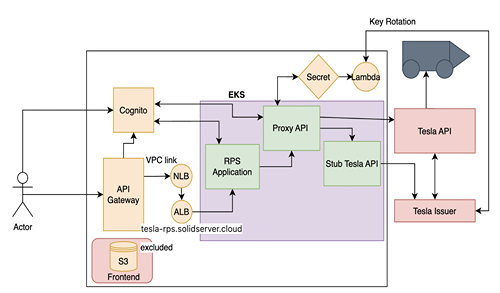 Key Rotation
Secret
Lambda
EKS
Cognito
Proxy API
Tesla API
VPC link
RPS
Application
Stub Tesla API
NLB
API
Gateway
ALB
Tesla Issuer
Actor
tesla-rps.solidserver.cloud
excluded
S3
Frontend